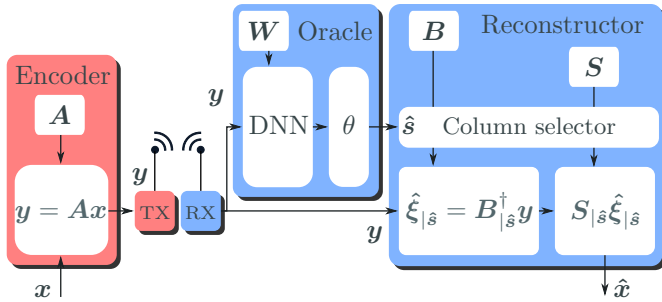 Encoder
A
y = Ax
x
y
TX
RX
y
W
Oracle
DNN
θ
y
B
Reconstructor
S
ŝ
Column selector
ξ̂|ŝ = B†|ŝ y
S|ŝ ξ̂|ŝ
x̂